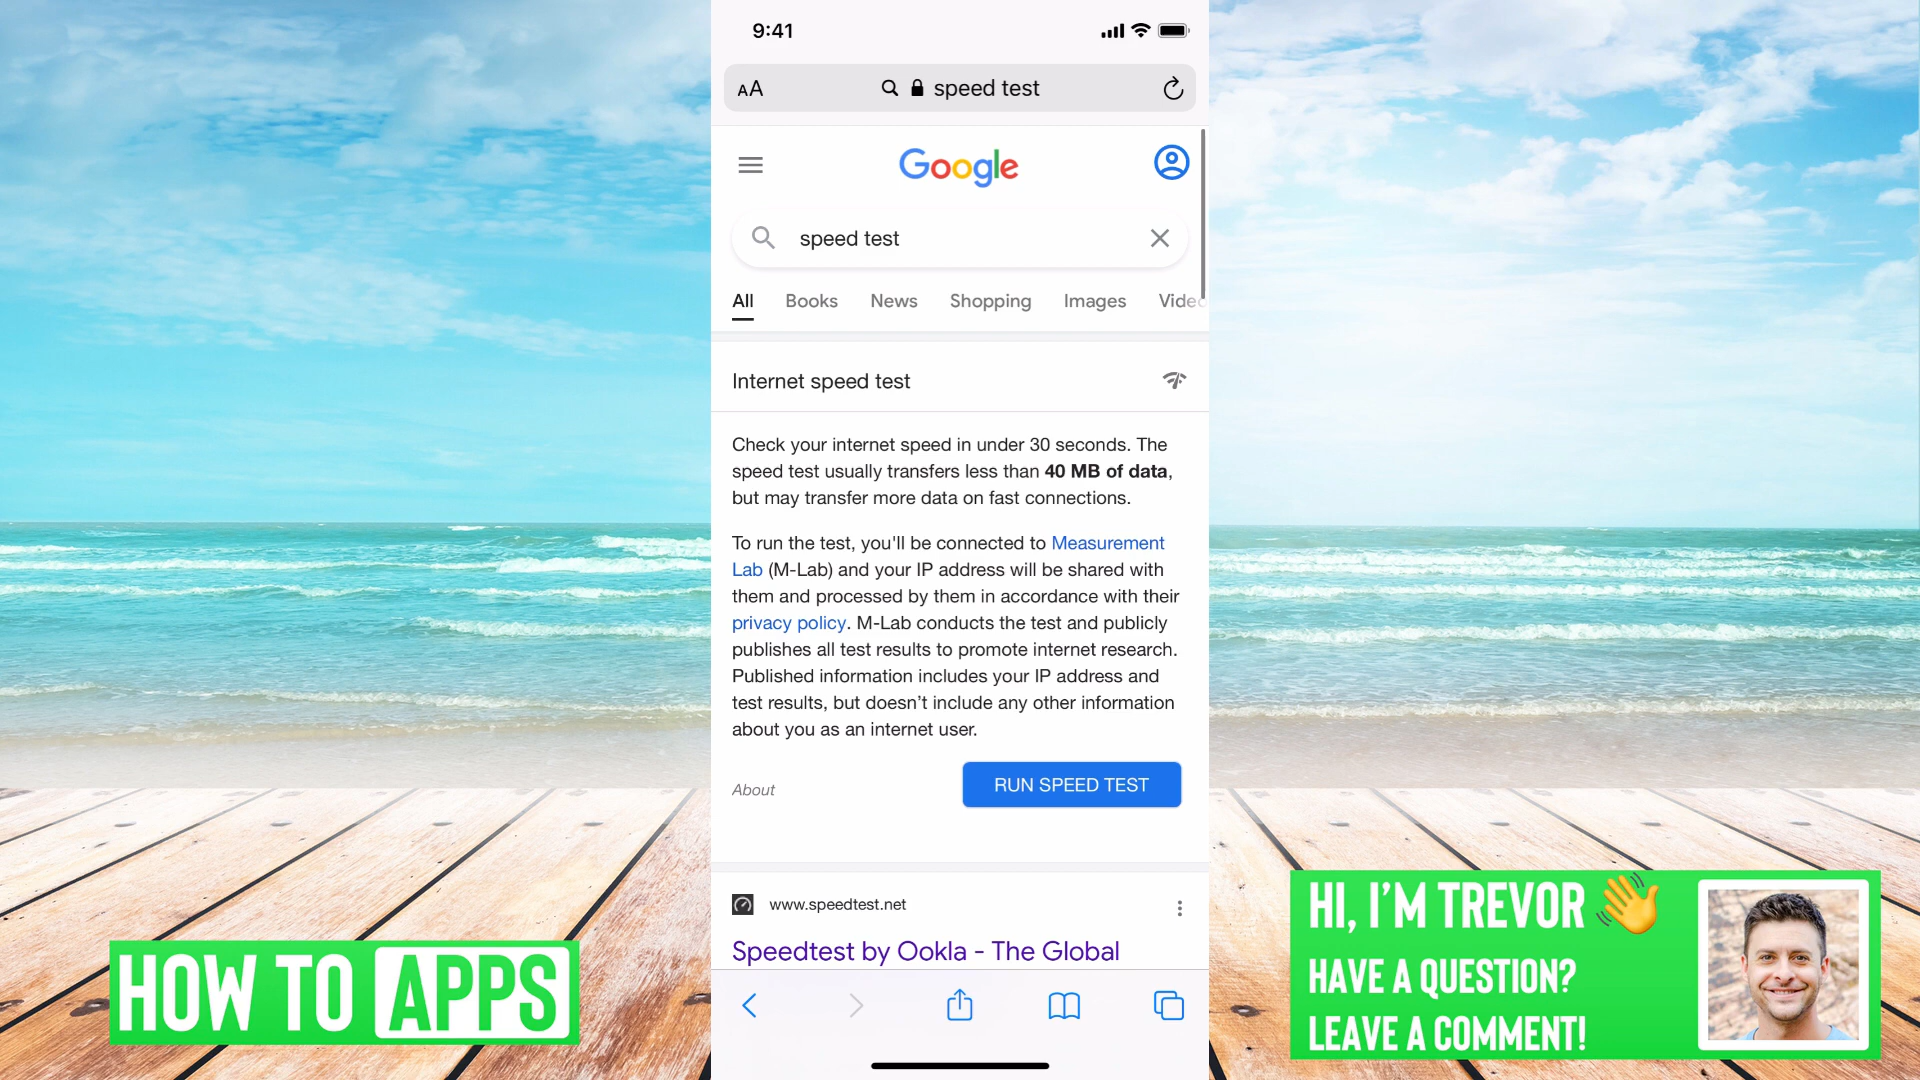 9:41
AA speed test
Google
speed test
All Books News Shopping Images Vide
Internet speed test
Check your internet speed in under 30 seconds. The
speed test usually transfers less than 40 MB of data,
but may transfer more data on fast connections.
To run the test, you'll be connected to Measurement
Lab (M-Lab) and your IP address will be shared with
them and processed by them in accordance with their
privacy policy. M-Lab conducts the test and publicly
publishes all test results to promote internet research.
Published information includes your IP address and
test results, but doesn’t include any other information
about you as an internet user.
About
RUN SPEED TEST
www.speedtest.net
Speedtest by Ookla - The Global
HOW TO APPS
HI, I’M TREVOR
HAVE A QUESTION?
LEAVE A COMMENT!